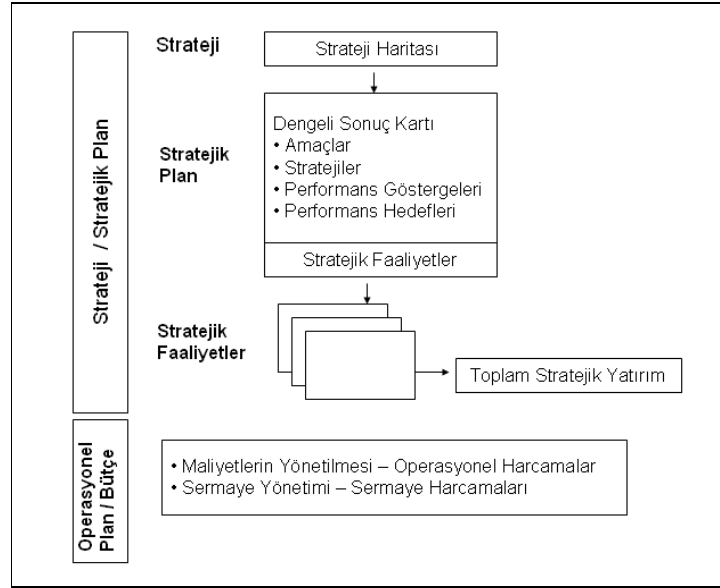 Strateji / Stratejik Plan
Strateji
Strateji Haritası
Stratejik
Plan
Dengeli Sonuç Kartı
• Amaçlar
• Stratejiler
• Performans Göstergeleri
• Performans Hedefleri
Stratejik Faaliyetler
Stratejik
Faaliyetler
Toplam Stratejik Yatırım
Operasyonel
Plan / Bütçe
• Maliyetlerin Yönetilmesi – Operasyonel Harcamalar
• Sermaye Yönetimi – Sermaye Harcamaları